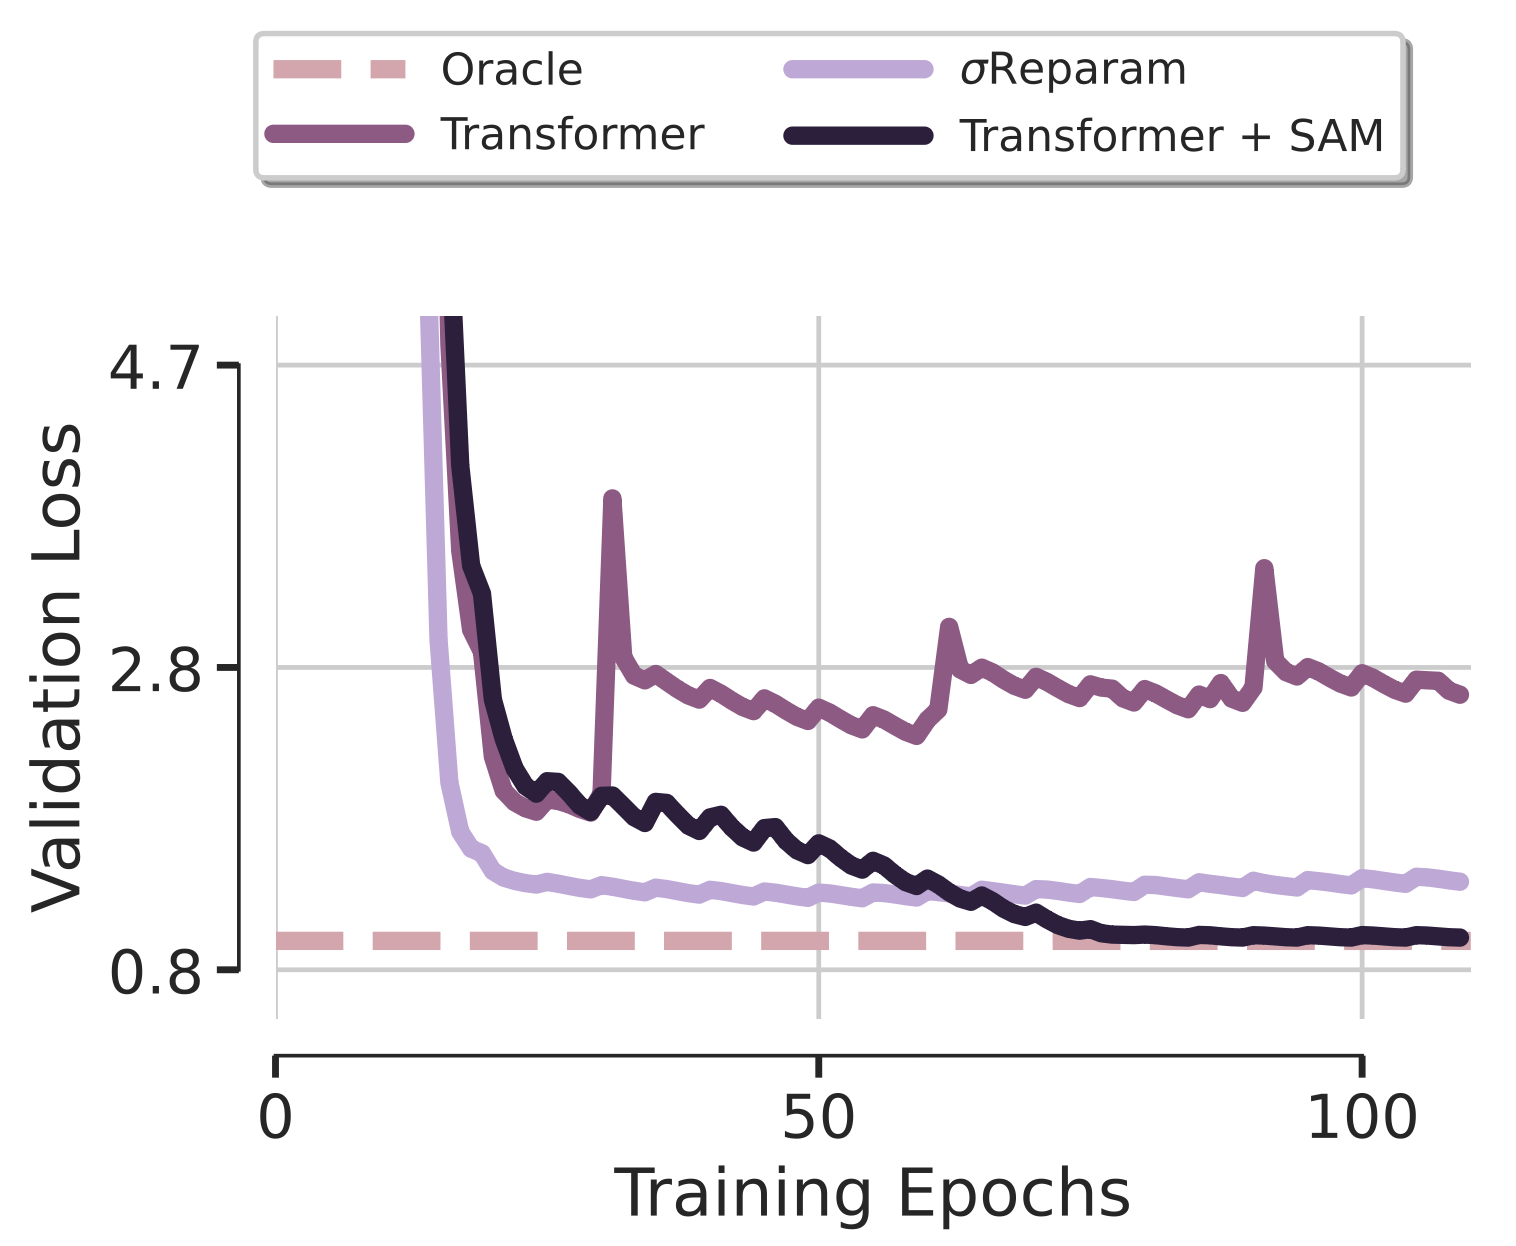 Oracle
σReparam
Transformer
Transformer + SAM
4.7
2.8
0.8
Validation Loss
0
50
100
Training Epochs